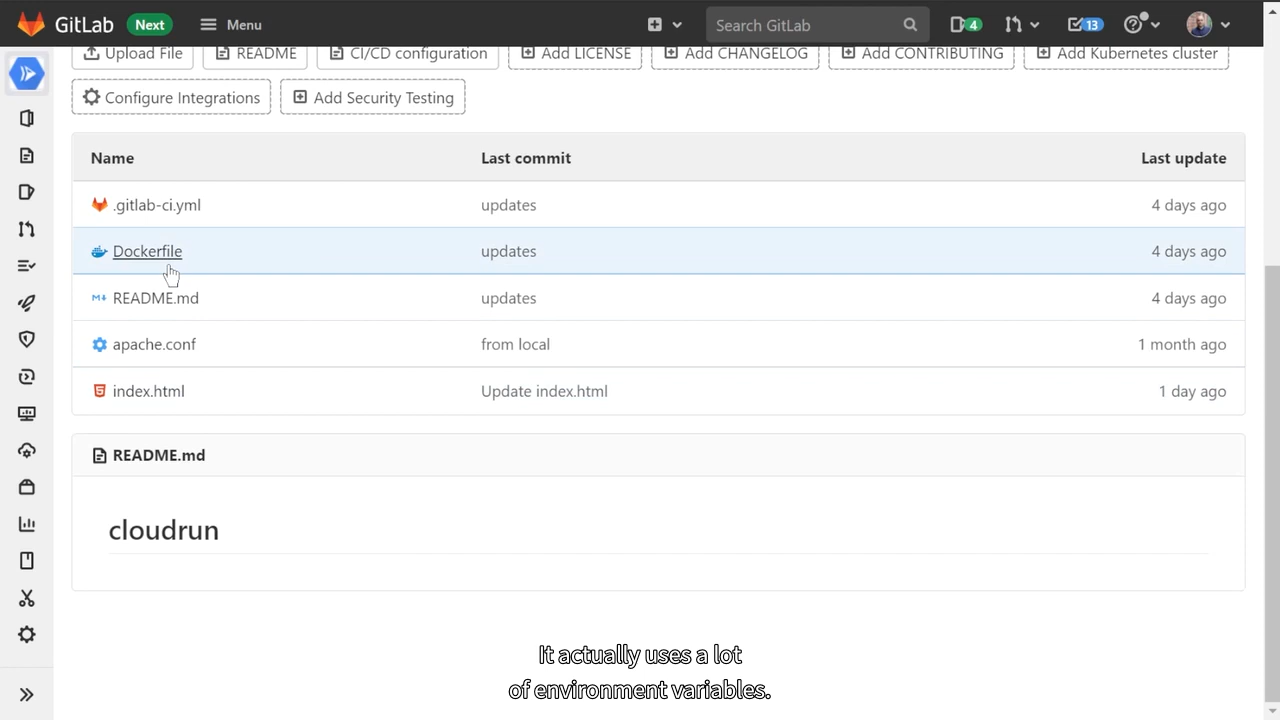 GitLab Next Menu Search GitLab 4 13
Upload File README CI/CD configuration Add LICENSE Add CHANGELOG Add CONTRIBUTING Add Kubernetes cluster
Configure Integrations Add Security Testing
Name Last commit Last update
.gitlab-ci.yml updates 4 days ago
Dockerfile updates 4 days ago
README.md updates 4 days ago
apache.conf from local 1 month ago
index.html Update index.html 1 day ago
README.md
cloudrun
It actually uses a lot
of environment variables.